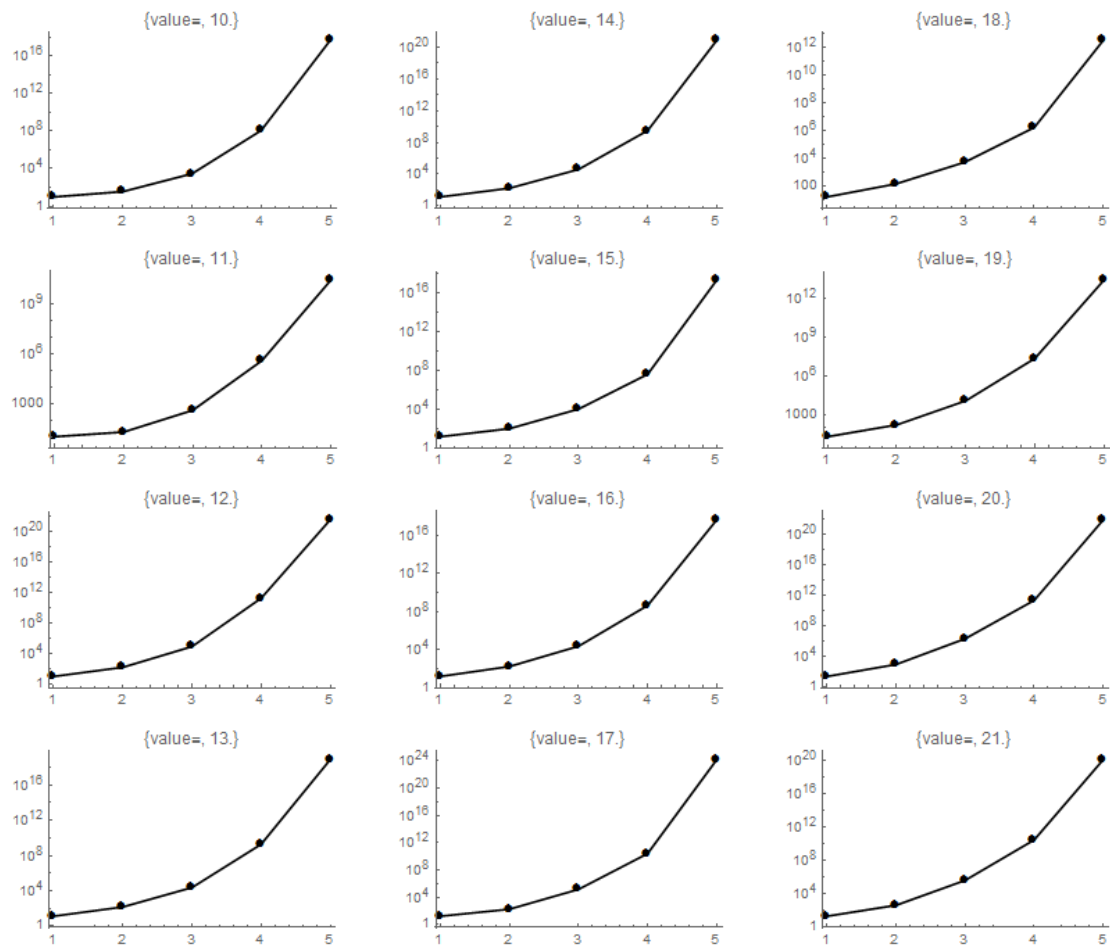 {value=, 10.}
10^16
10^12
10^8
10^4
1
1 2 3 4 5
{value=, 14.}
10^20
10^16
10^12
10^8
10^4
1
1 2 3 4 5
{value=, 18.}
10^12
10^10
10^8
10^6
10^4
100
1 2 3 4 5
{value=, 11.}
10^9
10^6
1000
1 2 3 4 5
{value=, 15.}
10^16
10^12
10^8
10^4
1
1 2 3 4 5
{value=, 19.}
10^12
10^9
10^6
1000
1 2 3 4 5
{value=, 12.}
10^20
10^16
10^12
10^8
10^4
1
1 2 3 4 5
{value=, 16.}
10^16
10^12
10^8
10^4
1
1 2 3 4 5
{value=, 20.}
10^20
10^16
10^12
10^8
10^4
1
1 2 3 4 5
{value=, 13.}
10^16
10^12
10^8
10^4
1
1 2 3 4 5
{value=, 17.}
10^24
10^20
10^16
10^12
10^8
10^4
1
1 2 3 4 5
{value=, 21.}
10^20
10^16
10^12
10^8
10^4
1
1 2 3 4 5